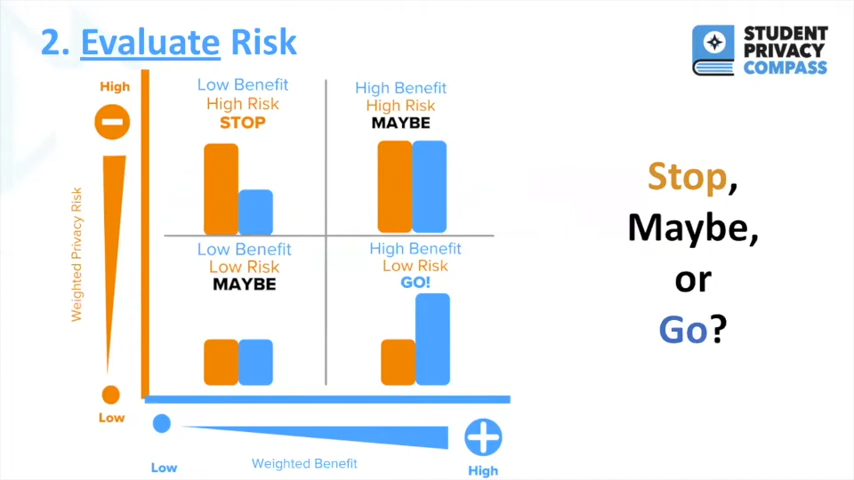 2. Evaluate Risk
STUDENT
PRIVACY
COMPASS
High
Low Benefit
High Risk
STOP
High Benefit
High Risk
MAYBE
Weighted Privacy Risk
Low Benefit
Low Risk
MAYBE
High Benefit
Low Risk
GO!
Low
Low
Weighted Benefit
High
Stop,
Maybe,
or
Go?